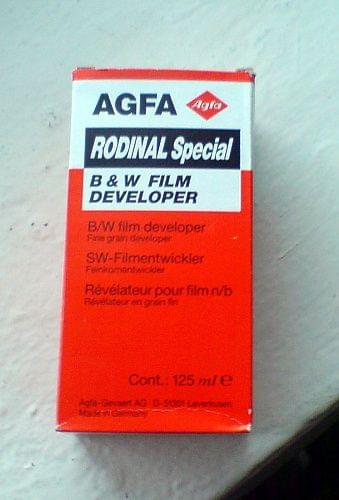 AGFA Agfa
RODINAL Special
B & W FILM
DEVELOPER
B/W film developer
Fine grain developer
SW-Filmentwickler
Feinkornentwickler
Révélateur pour film n/b
Révélateur en grain fin
Cont.: 125 ml e
Agfa-Gevaert AG D-51301 Leverkusen
Made in Germany